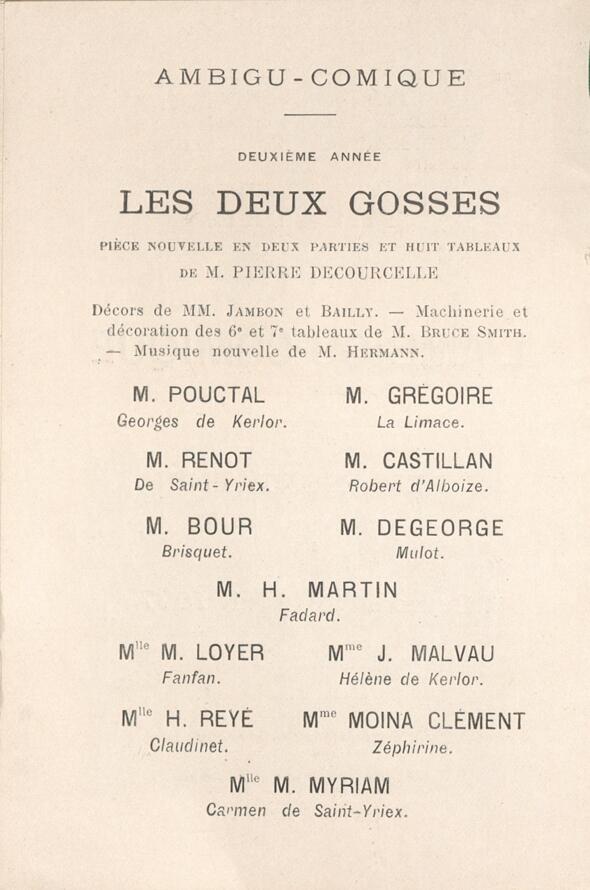 AMBIGU-COMIQUE
DEUXIÈME ANNÉE
LES DEUX GOSSES
PIÈCE NOUVELLE EN DEUX PARTIES ET HUIT TABLEAUX
DE M. PIERRE DECOURCELLE
Décors de MM. JAMBON et BAILLY. — Machinerie et
décoration des 6e et 7e tableaux de M. BRUCE SMITH.
— Musique nouvelle de M. HERMANN.
M. POUCTAL M. GRÉGOIRE
Georges de Kerlor. La Limace.
M. RENOT M. CASTILLAN
De Saint-Yriex. Robert d'Alboize.
M. BOUR M. DEGEORGE
Brisquet. Mulot.
M. H. MARTIN
Fadard.
Mlle M. LOYER Mme J. MALVAU
Fanfan. Hélène de Kerlor.
Mlle H. REYÉ Mme MOINA CLÉMENT
Claudinet. Zéphirine.
Mlle M. MYRIAM
Carmen de Saint-Yriex.